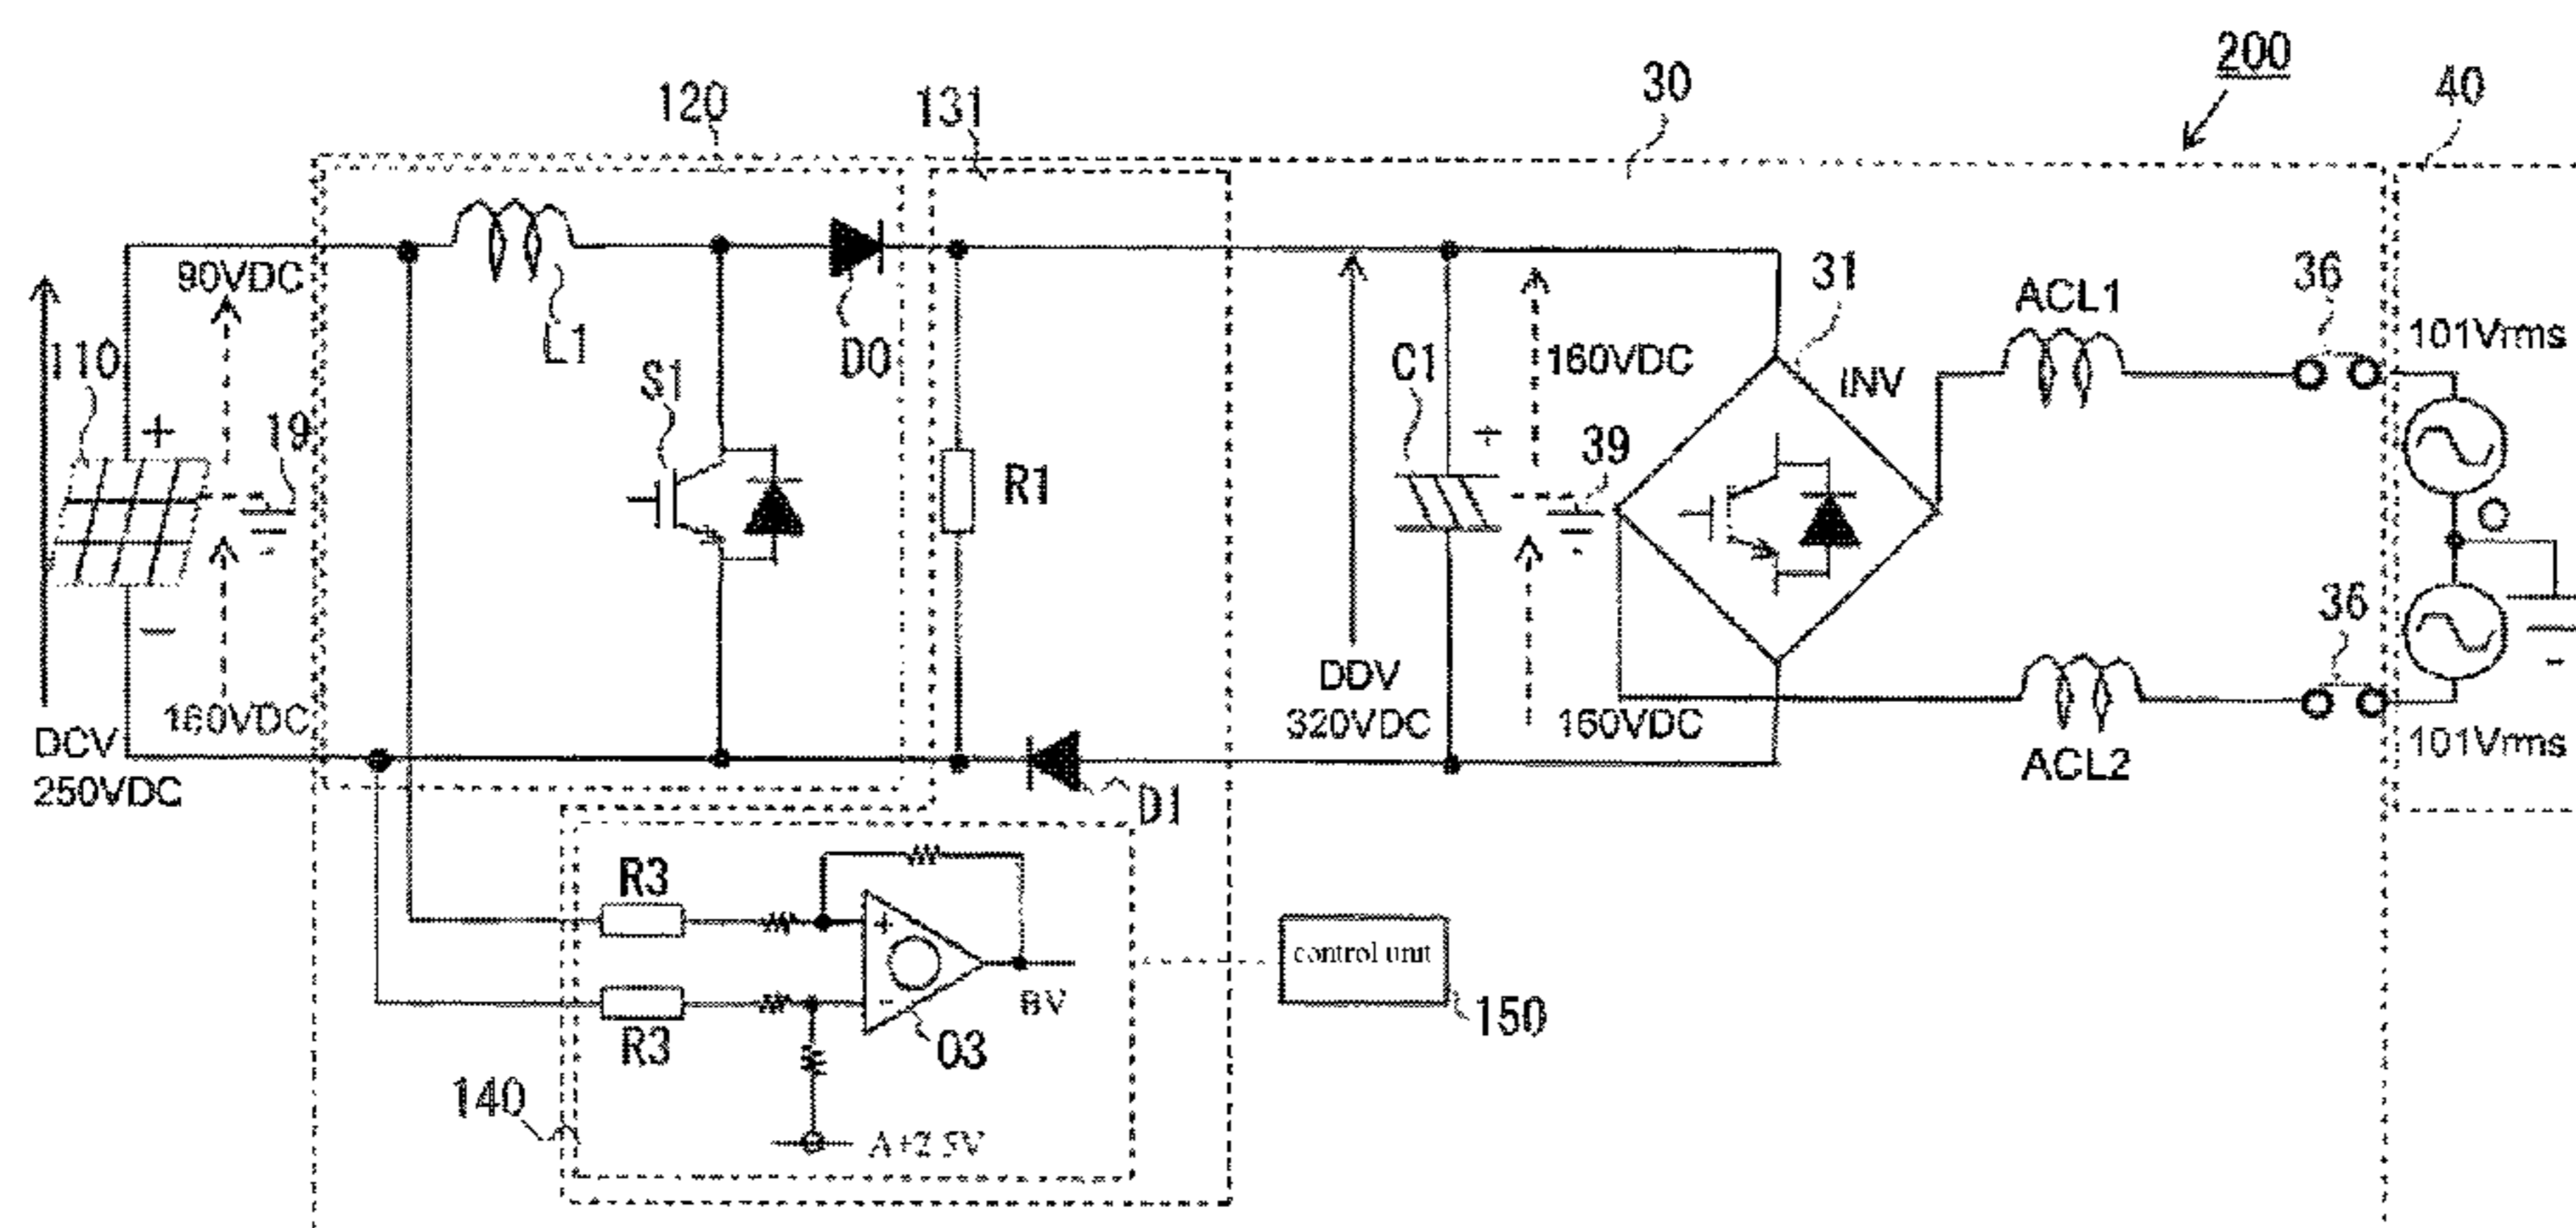 200
120
131
30
40
90VDC
L1
D0
31
ACL1
36
101Vrms
110
S1
C1
160VDC
INV
+
19
R1
+
39
−
160VDC
DDV
320VDC
160VDC
36
DCV
250VDC
D1
ACL2
101Vrms
R3
+
control unit
150
R3
-
8V
O3
140
A+2.5V